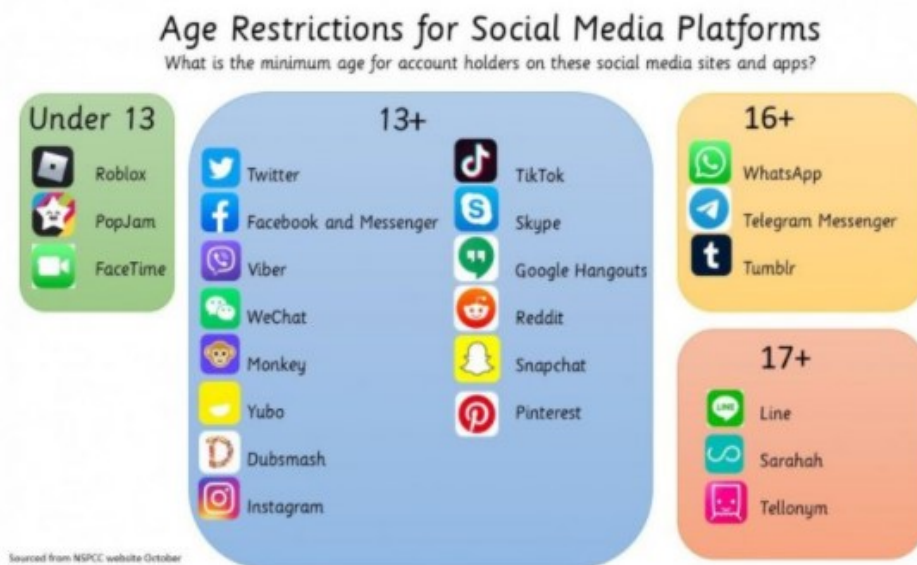 Age Restrictions for Social Media Platforms
What is the minimum age for account holders on these social media sites and apps?
Under 13
Roblox
PopJam
FaceTime
13+
Twitter
Facebook and Messenger
Viber
WeChat
Monkey
Yubo
Dubsmash
Instagram
TikTok
Skype
Google Hangouts
Reddit
Snapchat
Pinterest
16+
WhatsApp
Telegram Messenger
Tumblr
17+
LINE
Line
Sarahah
Tellonym
Sourced from NSPCC website October